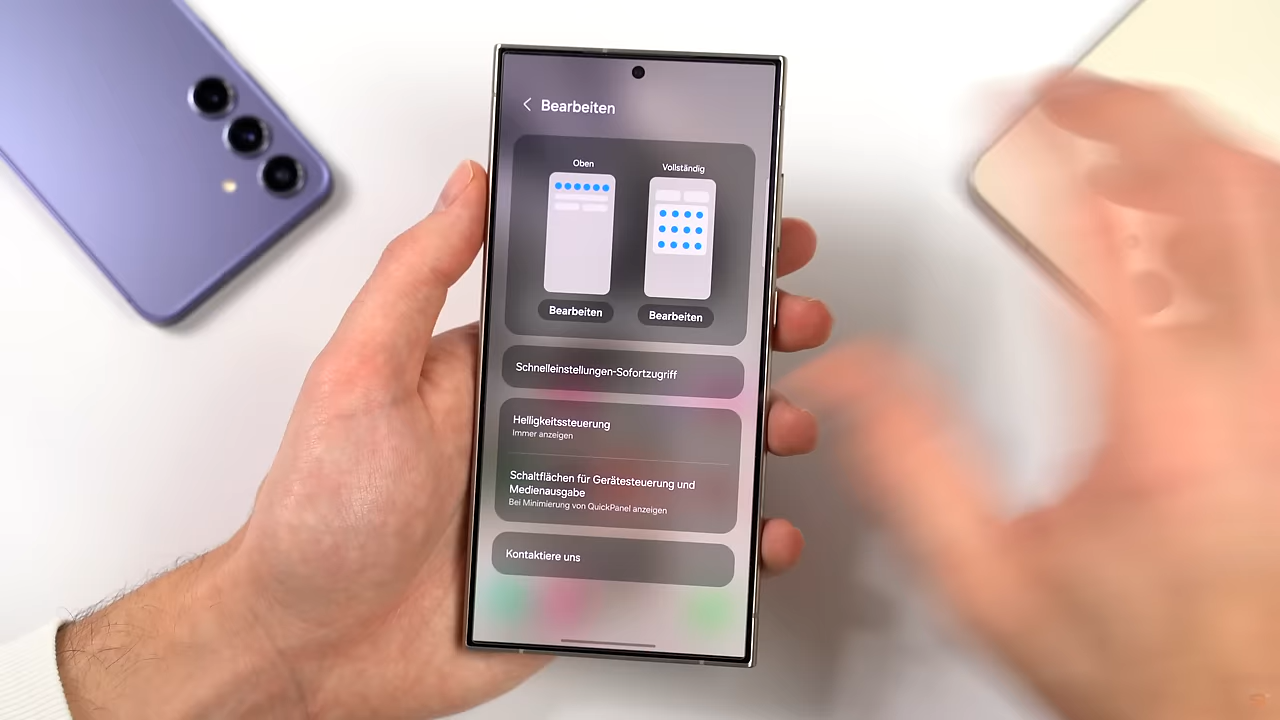 Bearbeiten
Oben
Vollständig
Bearbeiten
Bearbeiten
Schnelleinstellungen-Sofortzugriff
Helligkeitssteuerung
Immer anzeigen
Schaltflächen für Gerätesteuerung und
Medienausgabe
Bei Minimierung von QuickPanel anzeigen
Kontaktiere uns